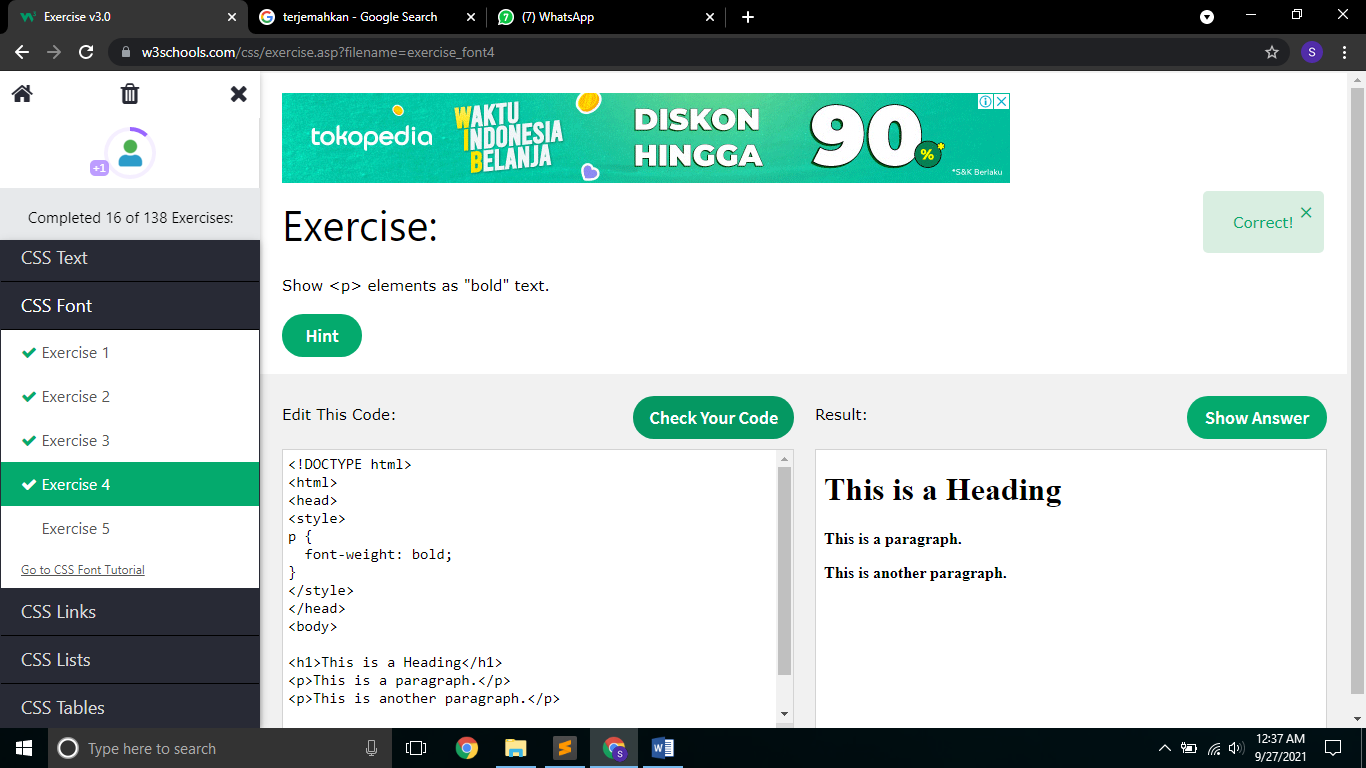 Exercise v3.0
terjemahkan - Google Search
7
(7) WhatsApp
w3schools.com/css/exercise.asp?filename=exercise_font4
S
+1
Completed 16 of 138 Exercises:
CSS Text
CSS Font
Exercise 1
Exercise 2
Exercise 3
Exercise 4
Exercise 5
Go to CSS Font Tutorial
CSS Links
CSS Lists
CSS Tables
tokopedia
WAKTU
INDONESIA
BELANJA
DISKON
HINGGA
90%*
*S&K Berlaku
Exercise:
Correct!
Show <p> elements as "bold" text.
Hint
Edit This Code:
Check Your Code
<!DOCTYPE html>
<html>
<head>
<style>
p {
  font-weight: bold;
}
</style>
</head>
<body>
<h1>This is a Heading</h1>
<p>This is a paragraph.</p>
<p>This is another paragraph.</p>
Result:
Show Answer
This is a Heading
This is a paragraph.
This is another paragraph.
Type here to search
S
W
12:37 AM
9/27/2021